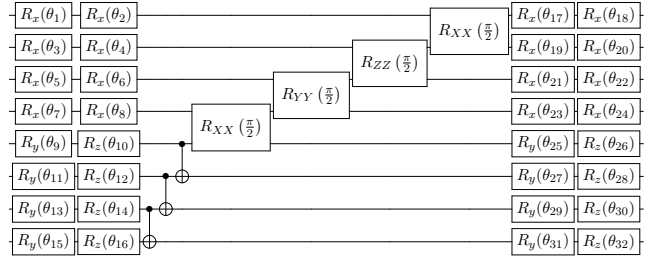 R_x(θ_1) R_x(θ_2) R_XX(π/2) R_x(θ_17) R_x(θ_18)
R_x(θ_3) R_x(θ_4) R_ZZ(π/2) R_x(θ_19) R_x(θ_20)
R_x(θ_5) R_x(θ_6) R_YY(π/2) R_x(θ_21) R_x(θ_22)
R_x(θ_7) R_x(θ_8) R_XX(π/2) R_x(θ_23) R_x(θ_24)
R_y(θ_9) R_z(θ_10) R_y(θ_25) R_z(θ_26)
R_y(θ_11) R_z(θ_12) R_y(θ_27) R_z(θ_28)
R_y(θ_13) R_z(θ_14) R_y(θ_29) R_z(θ_30)
R_y(θ_15) R_z(θ_16) R_y(θ_31) R_z(θ_32)